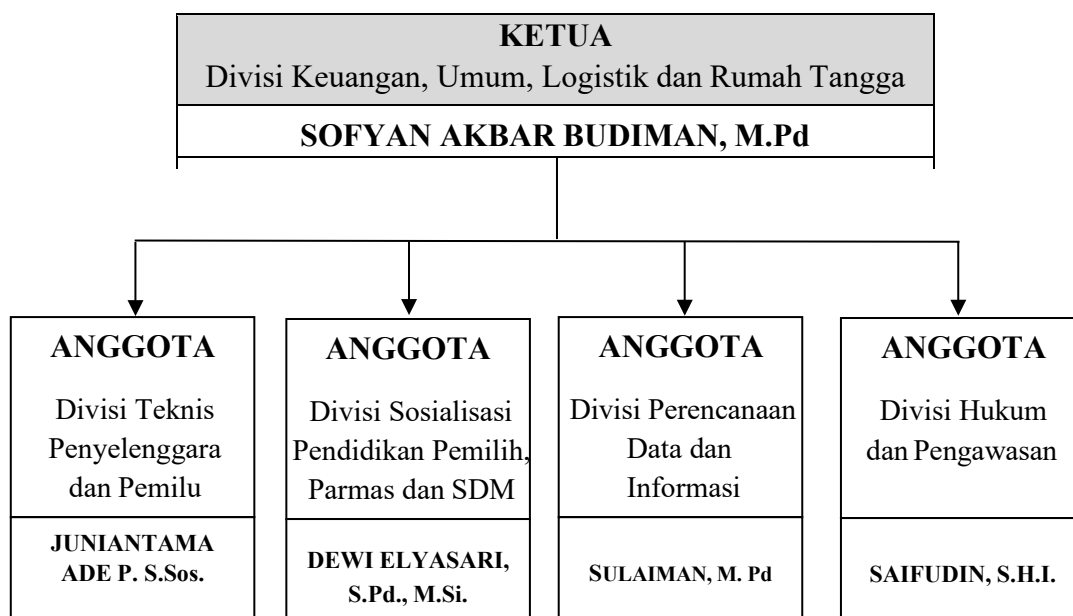 KETUA
Divisi Keuangan, Umum, Logistik dan Rumah Tangga
SOFYAN AKBAR BUDIMAN, M.Pd
ANGGOTA
Divisi Teknis
Penyelenggara
dan Pemilu
JUNIANTAMA
ADE P. S.Sos.
ANGGOTA
Divisi Sosialisasi
Pendidikan Pemilih,
Parmas dan SDM
DEWI ELYASARI,
S.Pd., M.Si.
ANGGOTA
Divisi Perencanaan
Data dan
Informasi
SULAIMAN, M. Pd
ANGGOTA
Divisi Hukum
dan Pengawasan
SAIFUDIN, S.H.I.